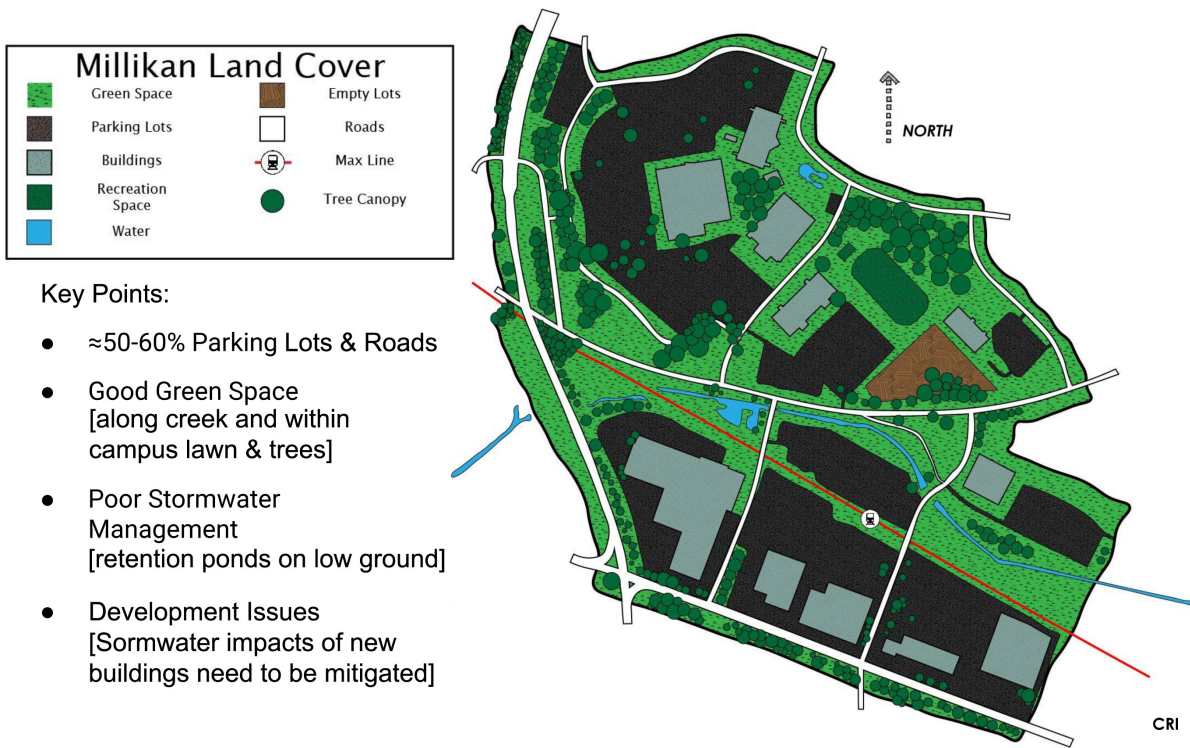 Millikan Land Cover
Green Space
Empty Lots
Parking Lots
Roads
Buildings
Max Line
Recreation
Space
Tree Canopy
Water
NORTH
Key Points:
● ≈50-60% Parking Lots & Roads
● Good Green Space
[along creek and within
campus lawn & trees]
● Poor Stormwater
Management
[retention ponds on low ground]
● Development Issues
[Sormwater impacts of new
buildings need to be mitigated]
CRI